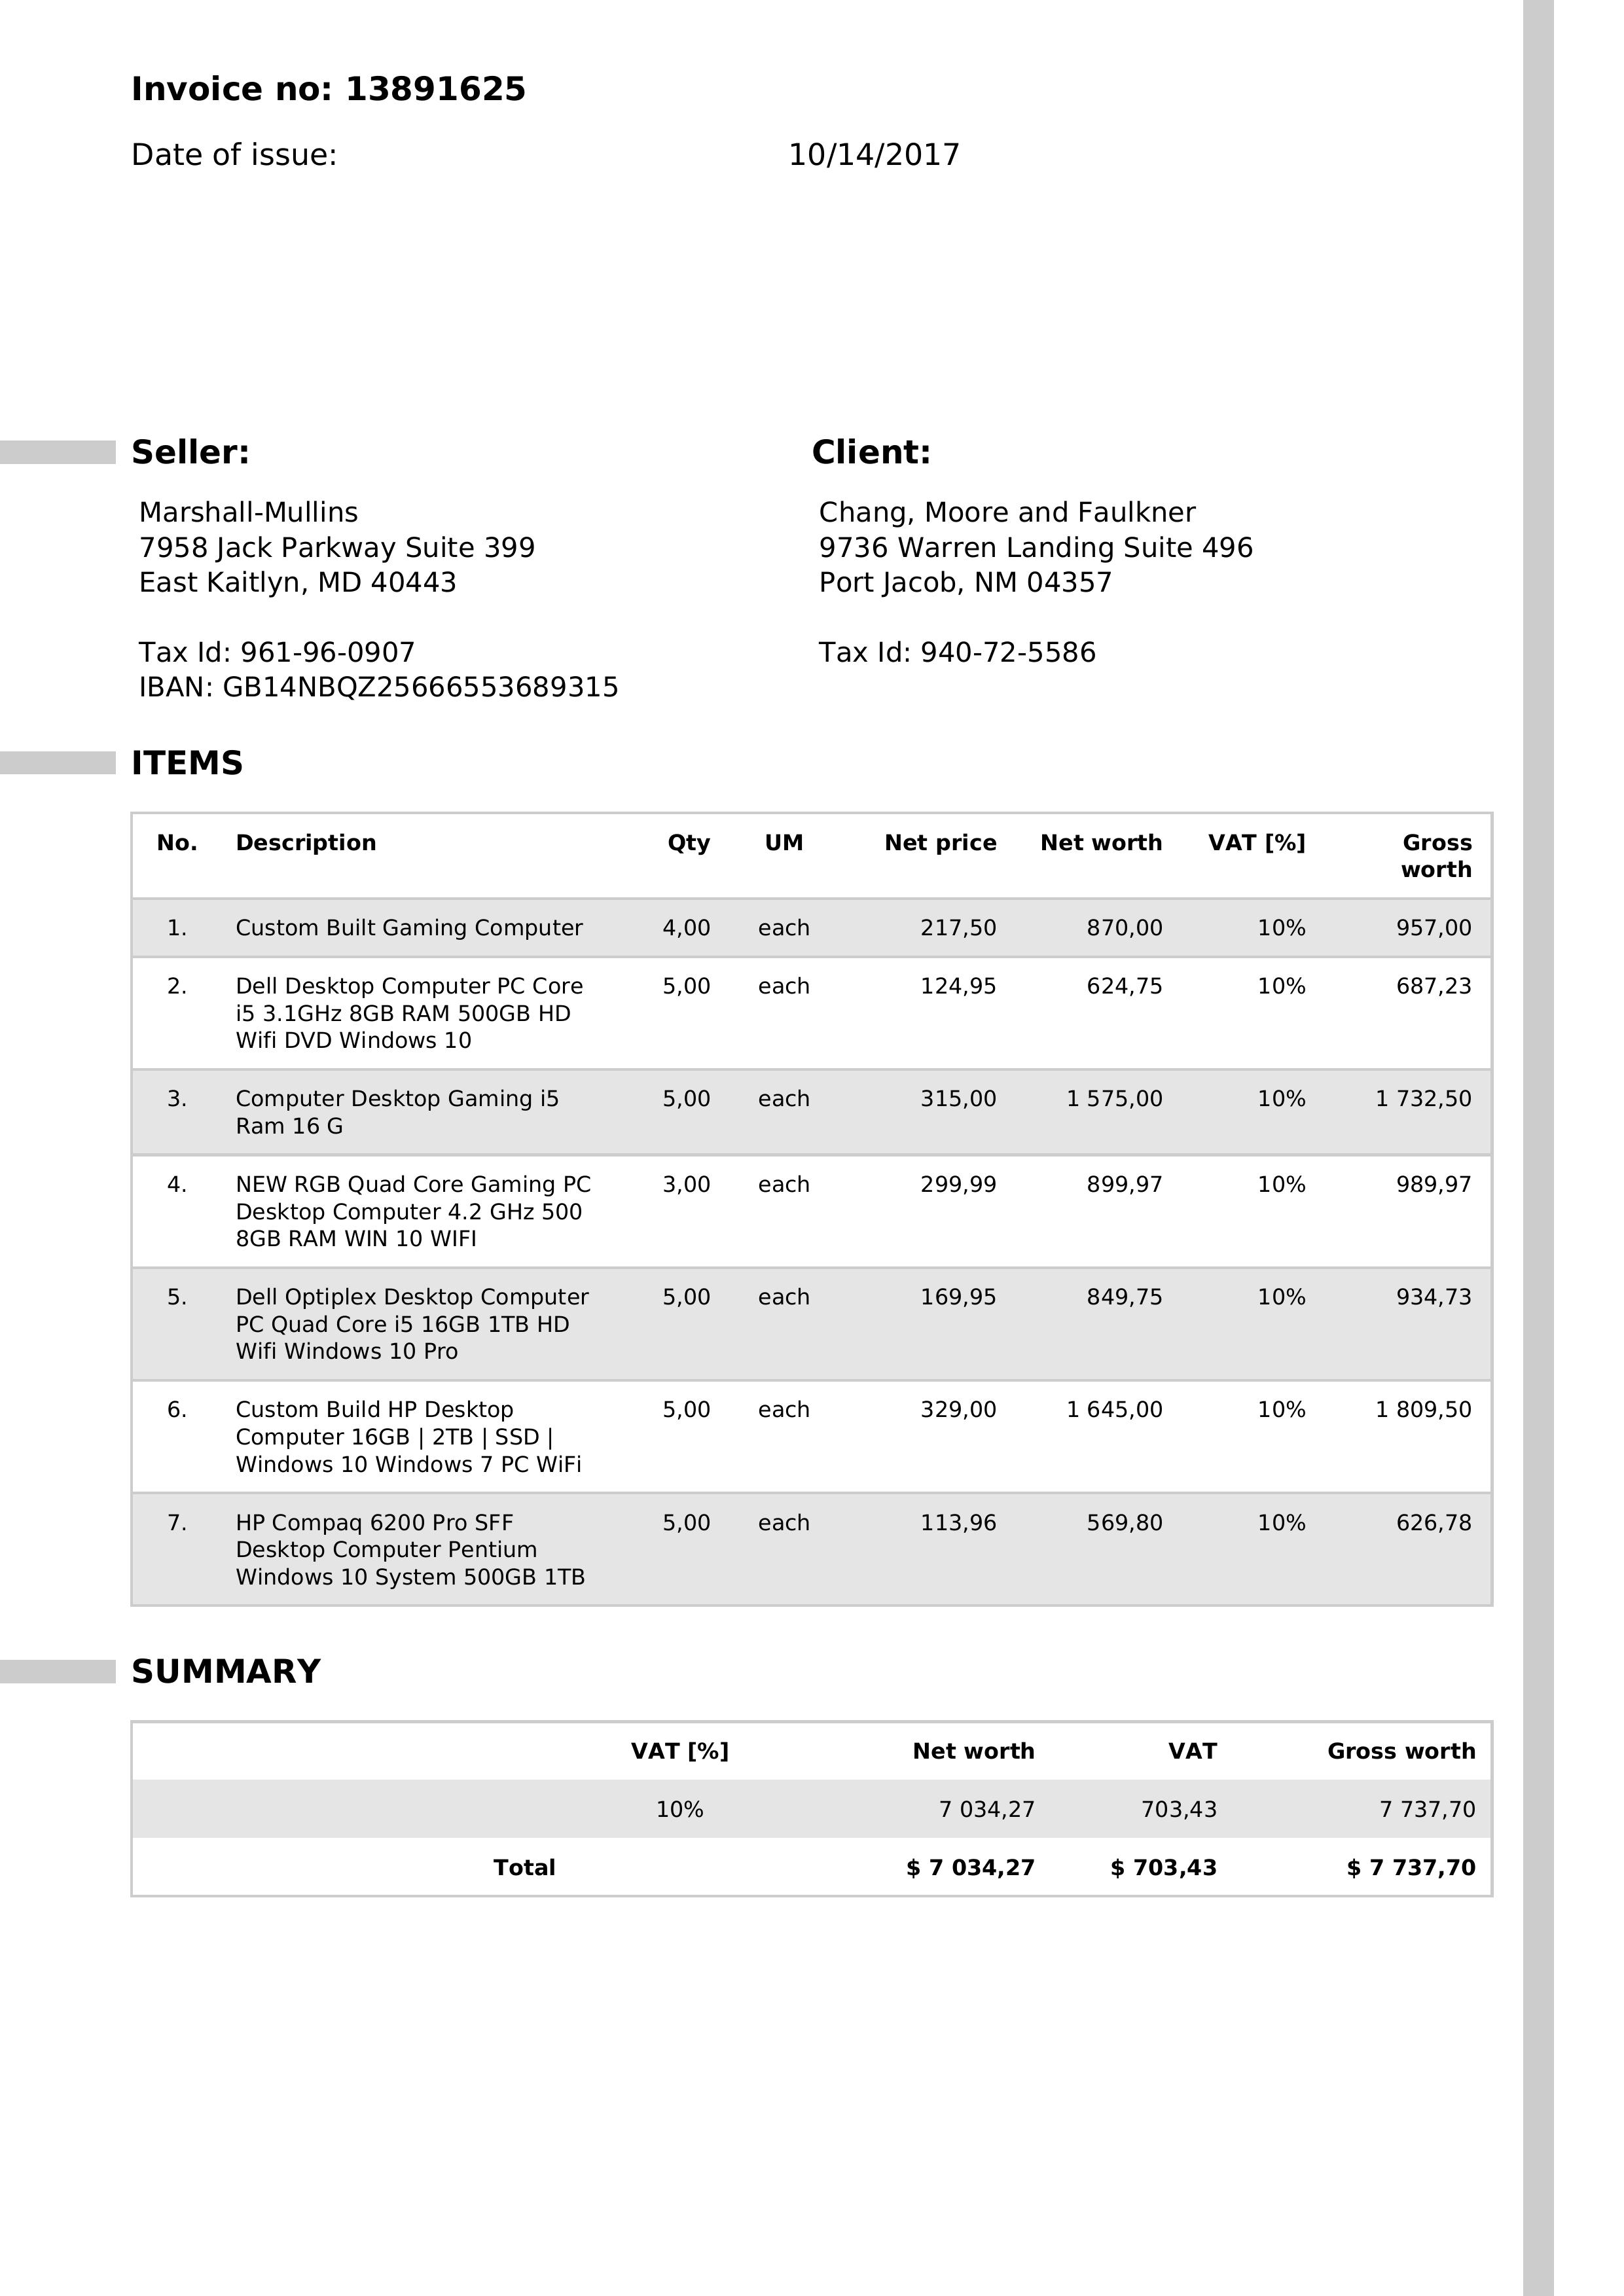 Invoice no: 13891625
Date of issue: 10/14/2017
Seller:
Marshall-Mullins
7958 Jack Parkway Suite 399
East Kaitlyn, MD 40443
Tax Id: 961-96-0907
IBAN: GB14NBQZ25666553689315
Client:
Chang, Moore and Faulkner
9736 Warren Landing Suite 496
Port Jacob, NM 04357
Tax Id: 940-72-5586
ITEMS
No. Description Qty UM Net price Net worth VAT [%] Gross
worth
1. Custom Built Gaming Computer 4,00 each 217,50 870,00 10% 957,00
2. Dell Desktop Computer PC Core 5,00 each 124,95 624,75 10% 687,23
i5 3.1GHz 8GB RAM 500GB HD
Wifi DVD Windows 10
3. Computer Desktop Gaming i5 5,00 each 315,00 1 575,00 10% 1 732,50
Ram 16 G
4. NEW RGB Quad Core Gaming PC 3,00 each 299,99 899,97 10% 989,97
Desktop Computer 4.2 GHz 500
8GB RAM WIN 10 WIFI
5. Dell Optiplex Desktop Computer 5,00 each 169,95 849,75 10% 934,73
PC Quad Core i5 16GB 1TB HD
Wifi Windows 10 Pro
6. Custom Build HP Desktop 5,00 each 329,00 1 645,00 10% 1 809,50
Computer 16GB | 2TB | SSD |
Windows 10 Windows 7 PC WiFi
7. HP Compaq 6200 Pro SFF 5,00 each 113,96 569,80 10% 626,78
Desktop Computer Pentium
Windows 10 System 500GB 1TB
SUMMARY
VAT [%] Net worth VAT Gross worth
10% 7 034,27 703,43 7 737,70
Total $ 7 034,27 $ 703,43 $ 7 737,70